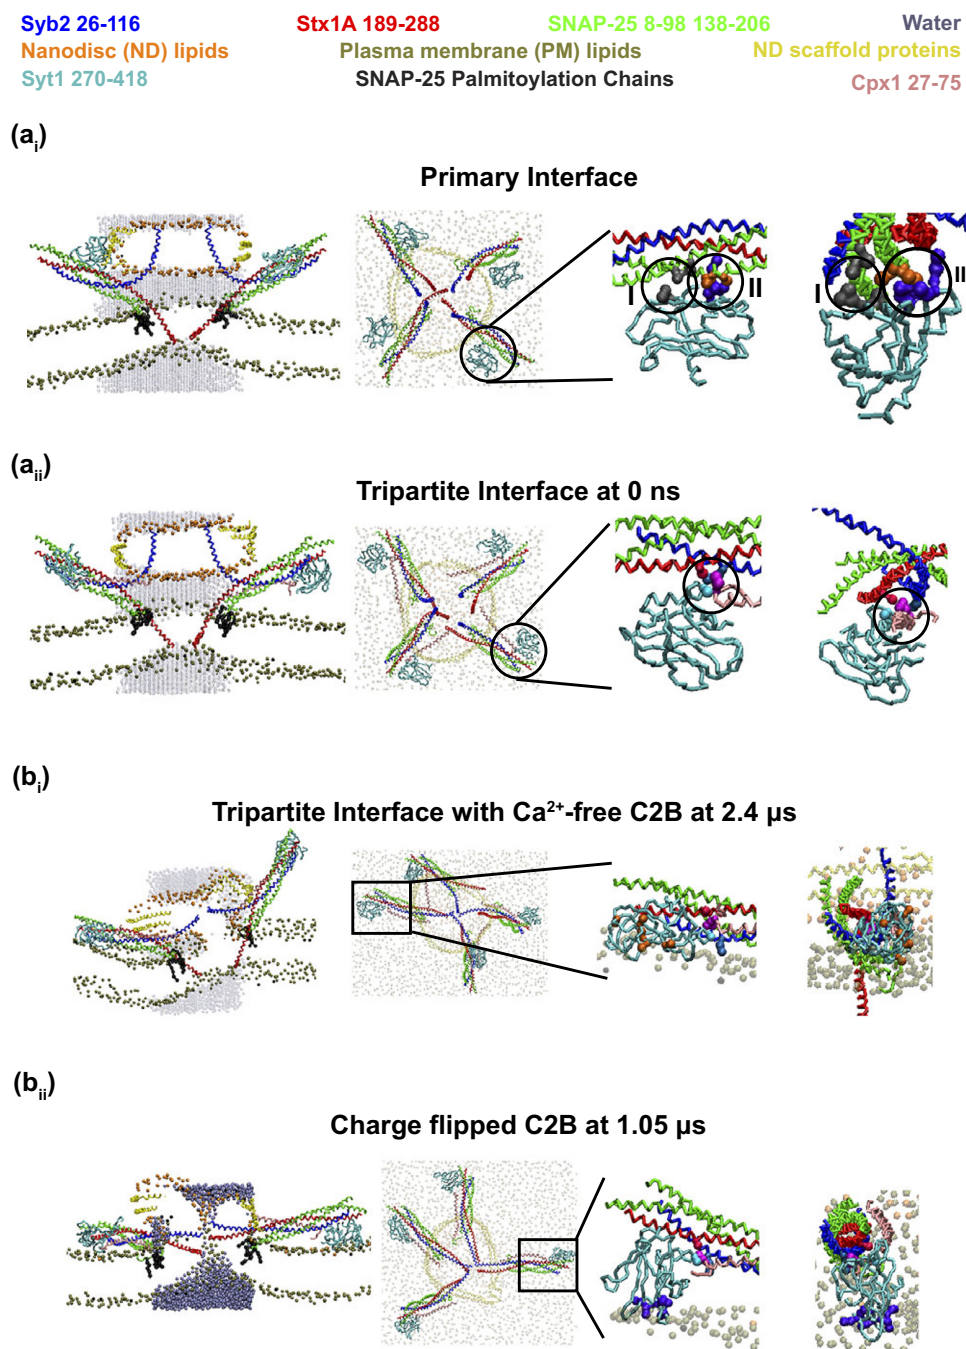 Syb2 26-116 Stx1A 189-288 SNAP-25 8-98 138-206 Water
Nanodisc (ND) lipids Plasma membrane (PM) lipids ND scaffold proteins
Syt1 270-418 SNAP-25 Palmitoylation Chains Cpx1 27-75
(ai)
Primary Interface
I II I II
(aii)
Tripartite Interface at 0 ns
(bi)
Tripartite Interface with Ca²⁺-free C2B at 2.4 µs
(bii)
Charge flipped C2B at 1.05 µs